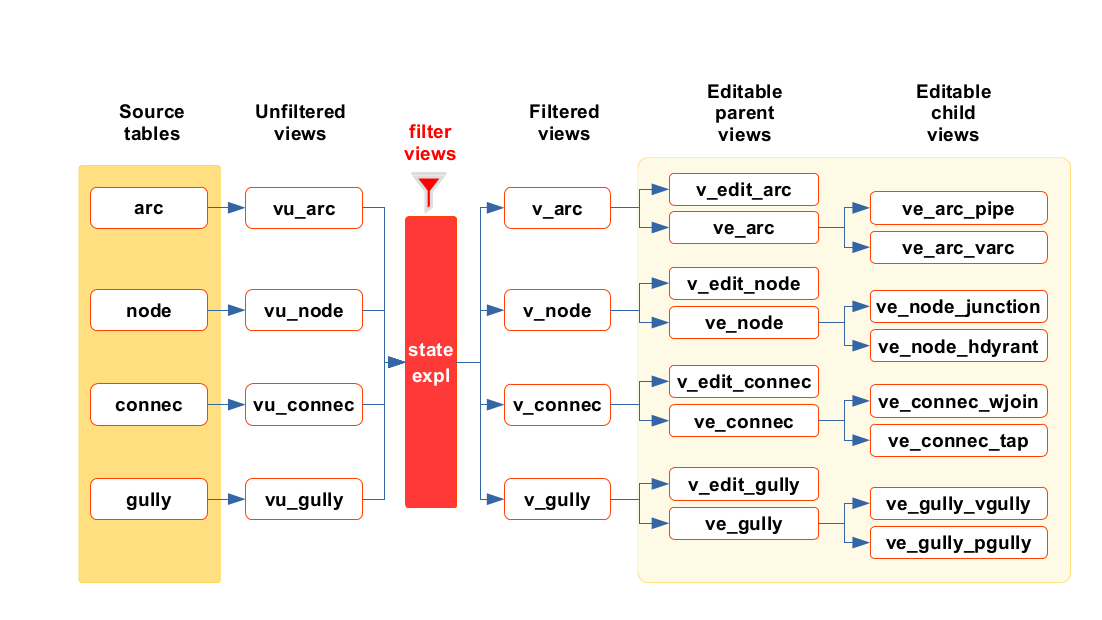 Source
tables
Unfiltered
views
filter
views
Filtered
views
Editable
parent
views
Editable
child
views
arc
node
connec
gully
vu_arc
vu_node
vu_connec
vu_gully
state
expl
v_arc
v_node
v_connec
v_gully
v_edit_arc
ve_arc
v_edit_node
ve_node
v_edit_connec
ve_connec
v_edit_gully
ve_gully
ve_arc_pipe
ve_arc_varc
ve_node_junction
ve_node_hdyrant
ve_connec_wjoin
ve_connec_tap
ve_gully_vgully
ve_gully_pgully